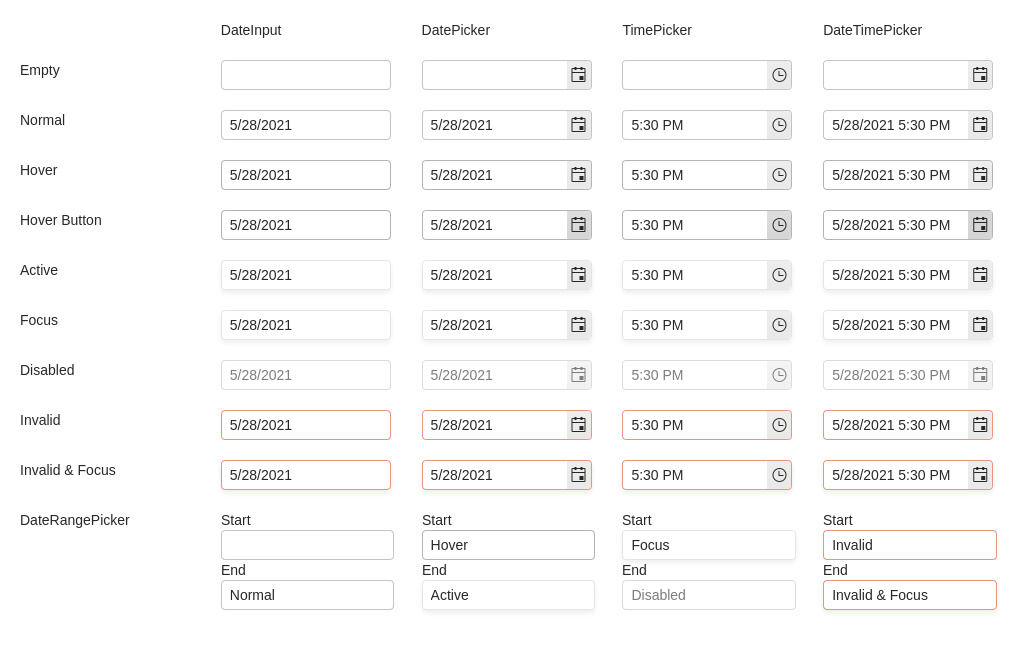 DateInput DatePicker TimePicker DateTimePicker
Empty
Normal 5/28/2021 5/28/2021 5:30 PM 5/28/2021 5:30 PM
Hover 5/28/2021 5/28/2021 5:30 PM 5/28/2021 5:30 PM
Hover Button 5/28/2021 5/28/2021 5:30 PM 5/28/2021 5:30 PM
Active 5/28/2021 5/28/2021 5:30 PM 5/28/2021 5:30 PM
Focus 5/28/2021 5/28/2021 5:30 PM 5/28/2021 5:30 PM
Disabled 5/28/2021 5/28/2021 5:30 PM 5/28/2021 5:30 PM
Invalid 5/28/2021 5/28/2021 5:30 PM 5/28/2021 5:30 PM
Invalid & Focus 5/28/2021 5/28/2021 5:30 PM 5/28/2021 5:30 PM
DateRangePicker Start Start Start Start
Hover Focus Invalid
End End End End
Normal Active Disabled Invalid & Focus